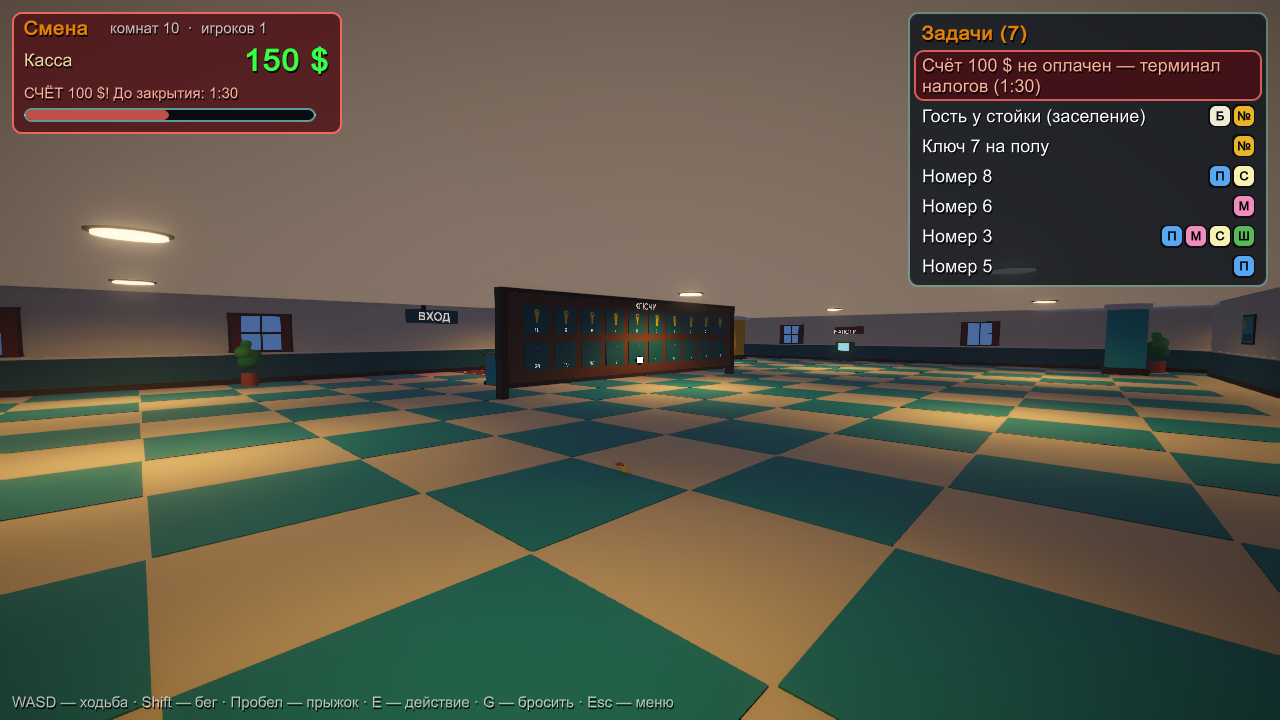 Смена комнат 10 · игроков 1
Касса 150 $
СЧЁТ 100 $! До закрытия: 1:30
Задачи (7)
Счёт 100 $ не оплачен — терминал
налогов (1:30)
Гость у стойки (заселение) Б №
Ключ 7 на полу №
Номер 8 П С
Номер 6 М
Номер 3 П М С Ш
Номер 5 П
ВХОД
КЛЮЧИ
НАЛОГИ
WASD — ходьба · Shift — бег · Пробел — прыжок · E — действие · G — бросить · Esc — меню